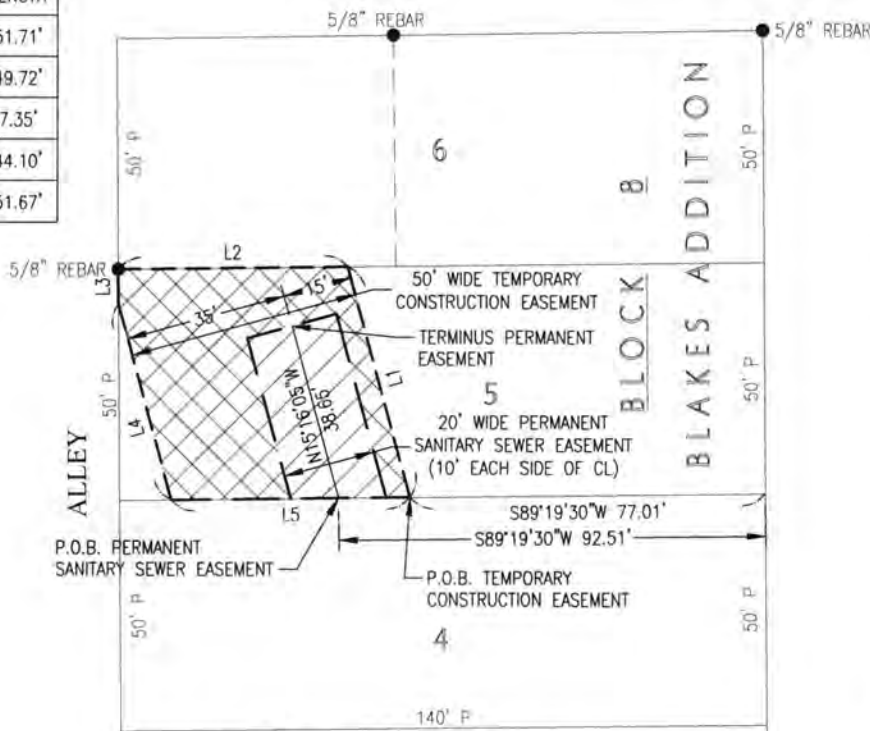 51.71'
49.72'
7.35'
44.10'
51.67'
5/8" REBAR
5/8" REBAR
50' P
6
50' P
BLOCK B
BLAKES ADDITION
5/8" REBAR
L2
L3
35'
15'
50' WIDE TEMPORARY
CONSTRUCTION EASEMENT
TERMINUS PERMANENT
EASEMENT
L1
N15°16'05"W
38.65'
50' P
L4
ALLEY
5
20' WIDE PERMANENT
SANITARY SEWER EASEMENT
(10' EACH SIDE OF CL)
50' P
L5
S89°19'30"W 77.01'
S89°19'30"W 92.51'
P.O.B. PERMANENT
SANITARY SEWER EASEMENT
P.O.B. TEMPORARY
CONSTRUCTION EASEMENT
50' P
4
50' P
140' P